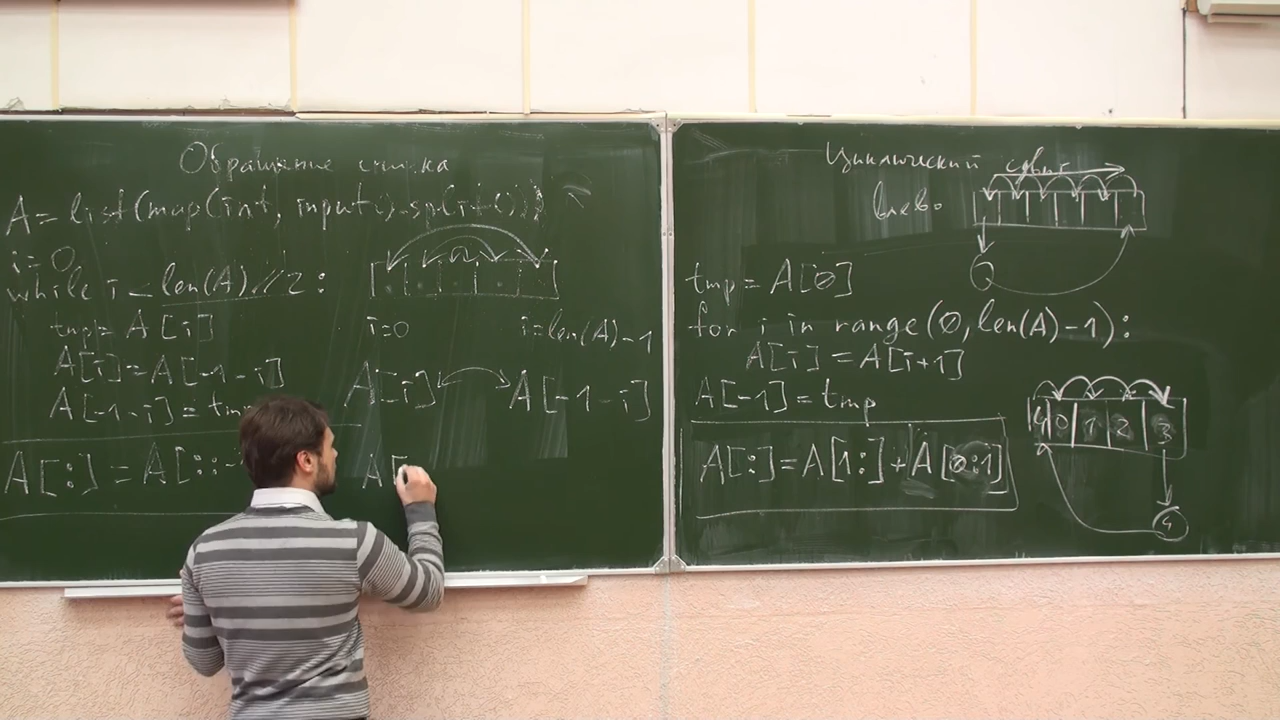 Обращение списка
A = list(map(int, input().split()))
i=0
while i len(A)//2:
tmp = A[i]
i=0
i=len(A)-1
A[i]=A[-1-i]
A[i]
A[-1-i]
A[-1-i]=tmp
A[:] = A[::-
A[
Циклический сдвиг
влево
tmp = A[0]
for i in range(0, len(A)-1):
A[i] = A[i+1]
A[-1] = tmp
4 0 1 2 3
A[:]=A[1:]+A[0:1]
4